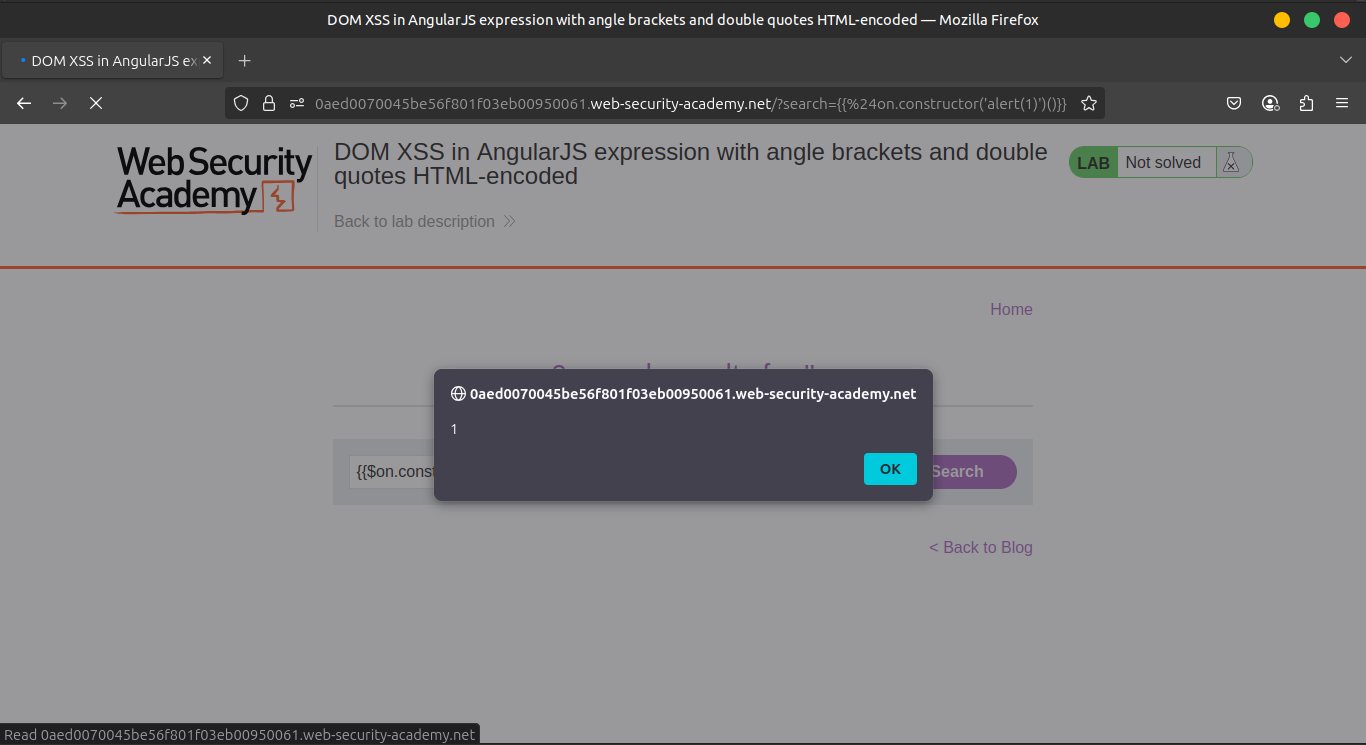 DOM XSS in AngularJS expression with angle brackets and double quotes HTML-encoded — Mozilla Firefox
DOM XSS in AngularJS ex
0aed0070045be56f801f03eb00950061.web-security-academy.net/?search={{%24on.constructor('alert(1)')()}}
Web Security
Academy
DOM XSS in AngularJS expression with angle brackets and double
quotes HTML-encoded
LAB Not solved
Back to lab description
Home
0aed0070045be56f801f03eb00950061.web-security-academy.net
1
OK
{{$on.const
Search
< Back to Blog
Read 0aed0070045be56f801f03eb00950061.web-security-academy.net